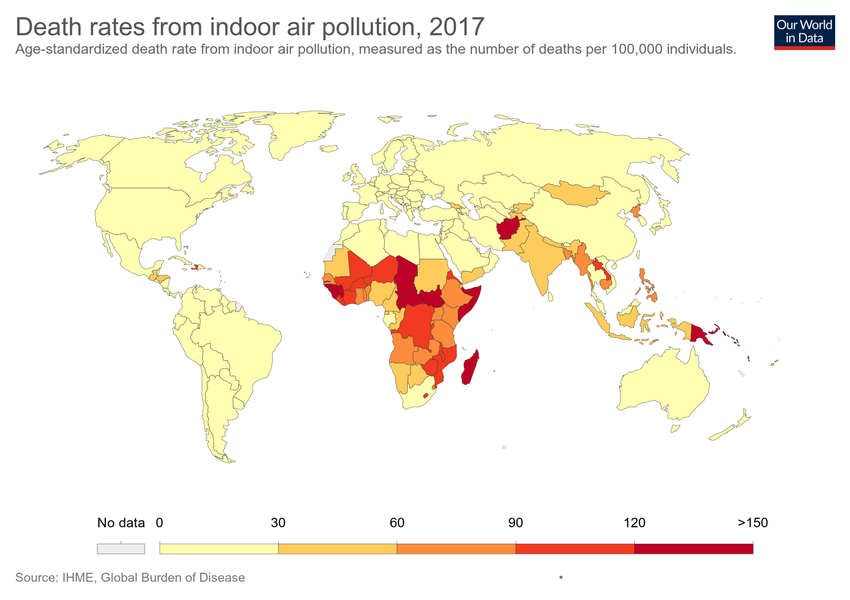 Death rates from indoor air pollution, 2017
Age-standardized death rate from indoor air pollution, measured as the number of deaths per 100,000 individuals.
Our World
in Data
No data 0 30 60 90 120 >150
Source: IHME, Global Burden of Disease